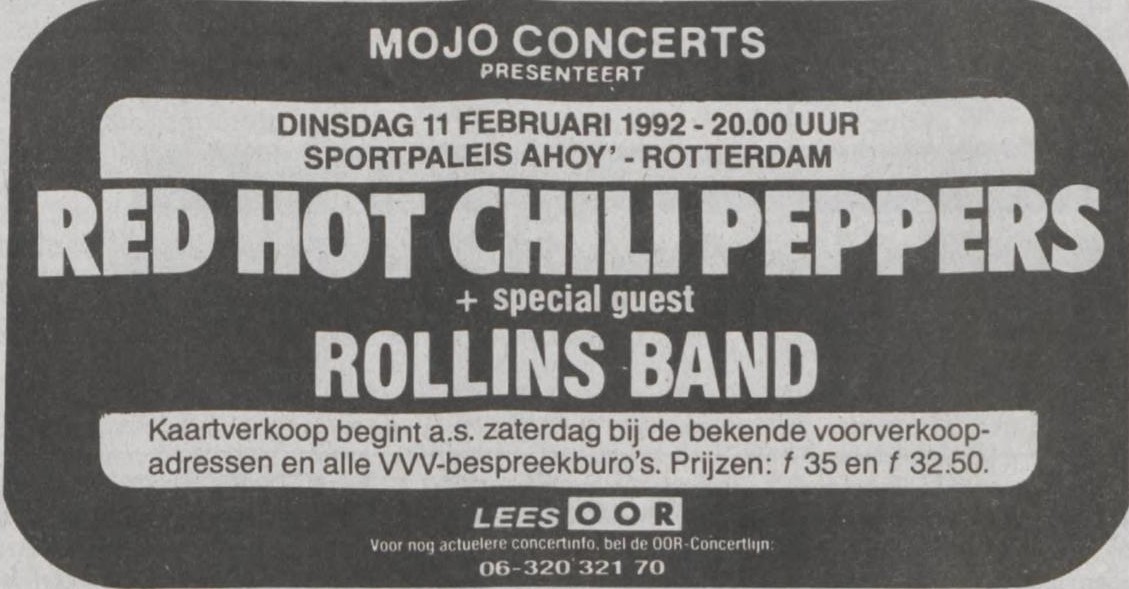 MOJO CONCERTS
PRESENTEERT
DINSDAG 11 FEBRUARI 1992 - 20.00 UUR
SPORTPALEIS AHOY' - ROTTERDAM
RED HOT CHILI PEPPERS
+ special guest
ROLLINS BAND
Kaartverkoop begint a.s. zaterdag bij de bekende voorverkoop-
adressen en alle VVV-bespreekburo's. Prijzen: f 35 en f 32.50.
LEES OOR
Voor nog actuelere concertinfo, bel de OOR-Concertlijn:
06-320 321 70